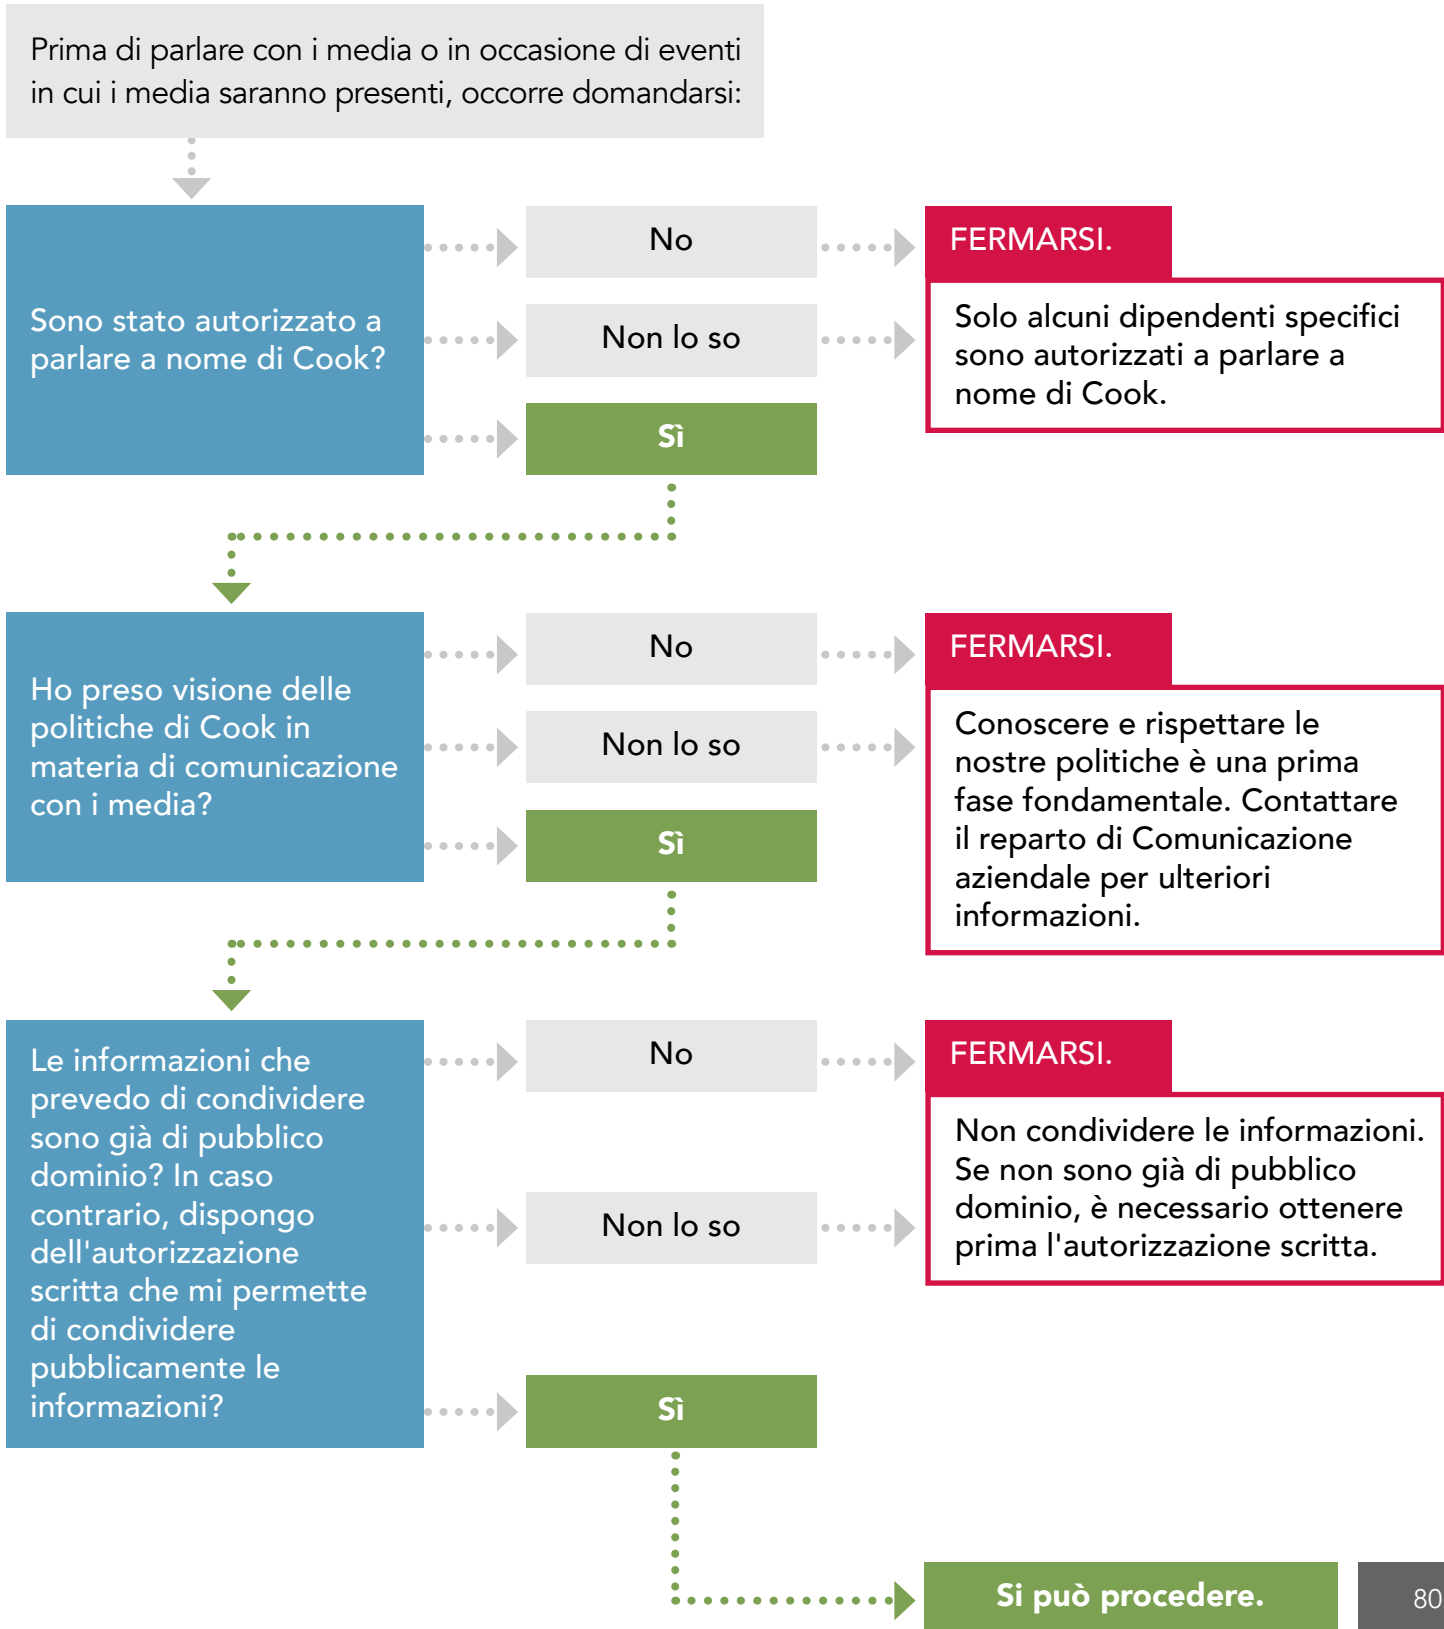 Prima di parlare con i media o in occasione di eventi
in cui i media saranno presenti, occorre domandarsi:
Sono stato autorizzato a
parlare a nome di Cook?
No
Non lo so
Sì
FERMARSI.
Solo alcuni dipendenti specifici
sono autorizzati a parlare a
nome di Cook.
Ho preso visione delle
politiche di Cook in
materia di comunicazione
con i media?
No
Non lo so
Sì
FERMARSI.
Conoscere e rispettare le
nostre politiche è una prima
fase fondamentale. Contattare
il reparto di Comunicazione
aziendale per ulteriori
informazioni.
Le informazioni che
prevedo di condividere
sono già di pubblico
dominio? In caso
contrario, dispongo
dell'autorizzazione
scritta che mi permette
di condividere
pubblicamente le
informazioni?
No
Non lo so
Sì
FERMARSI.
Non condividere le informazioni.
Se non sono già di pubblico
dominio, è necessario ottenere
prima l'autorizzazione scritta.
Si può procedere.
80